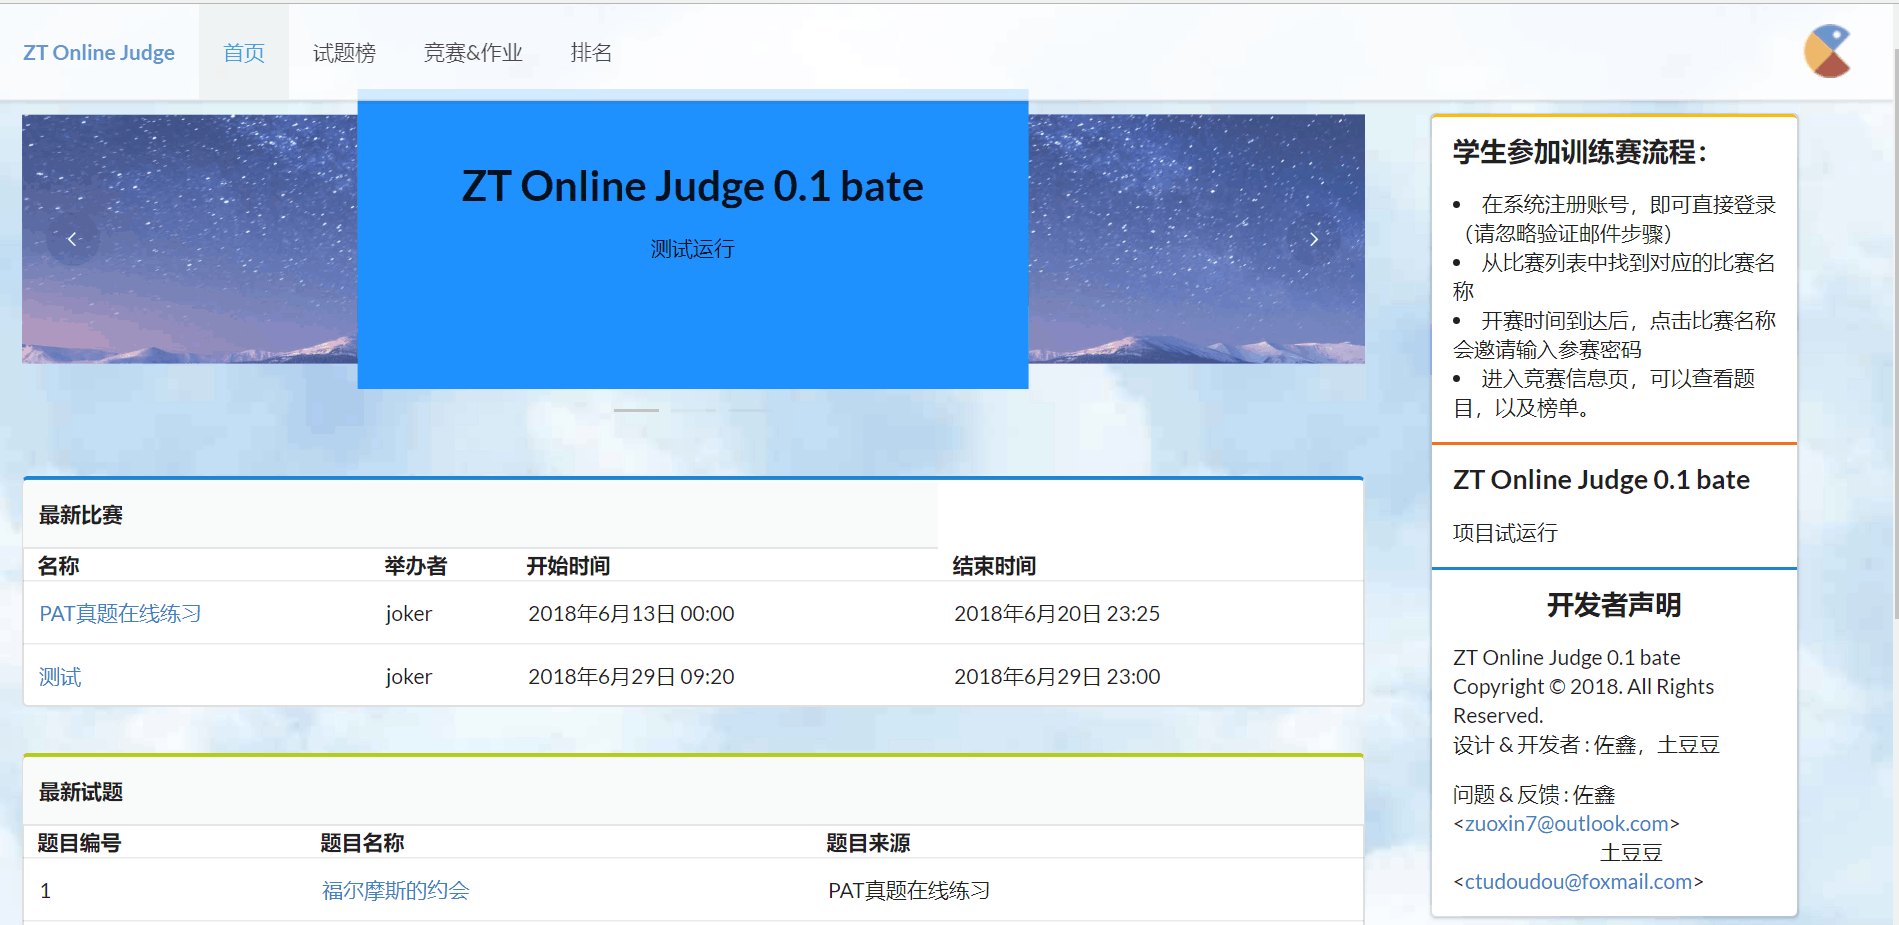 ZT Online Judge 首页 试题榜 竞赛&作业 排名
ZT Online Judge 0.1 bate
测试运行
最新比赛
名称 举办者 开始时间 结束时间
PAT真题在线练习 joker 2018年6月13日 00:00 2018年6月20日 23:25
测试 joker 2018年6月29日 09:20 2018年6月29日 23:00
最新试题
题目编号 题目名称 题目来源
1 福尔摩斯的约会 PAT真题在线练习
学生参加训练赛流程：
• 在系统注册账号，即可直接登录
（请忽略验证邮件步骤）
• 从比赛列表中找到对应的比赛名
称
• 开赛时间到达后，点击比赛名称
会邀请输入参赛密码
• 进入竞赛信息页，可以查看题
目，以及榜单。
ZT Online Judge 0.1 bate
项目试运行
开发者声明
ZT Online Judge 0.1 bate
Copyright © 2018. All Rights
Reserved.
设计 & 开发者 : 佐鑫，土豆豆
问题 & 反馈 : 佐鑫
<zuoxin7@outlook.com>
土豆豆
<ctudoudou@foxmail.com>